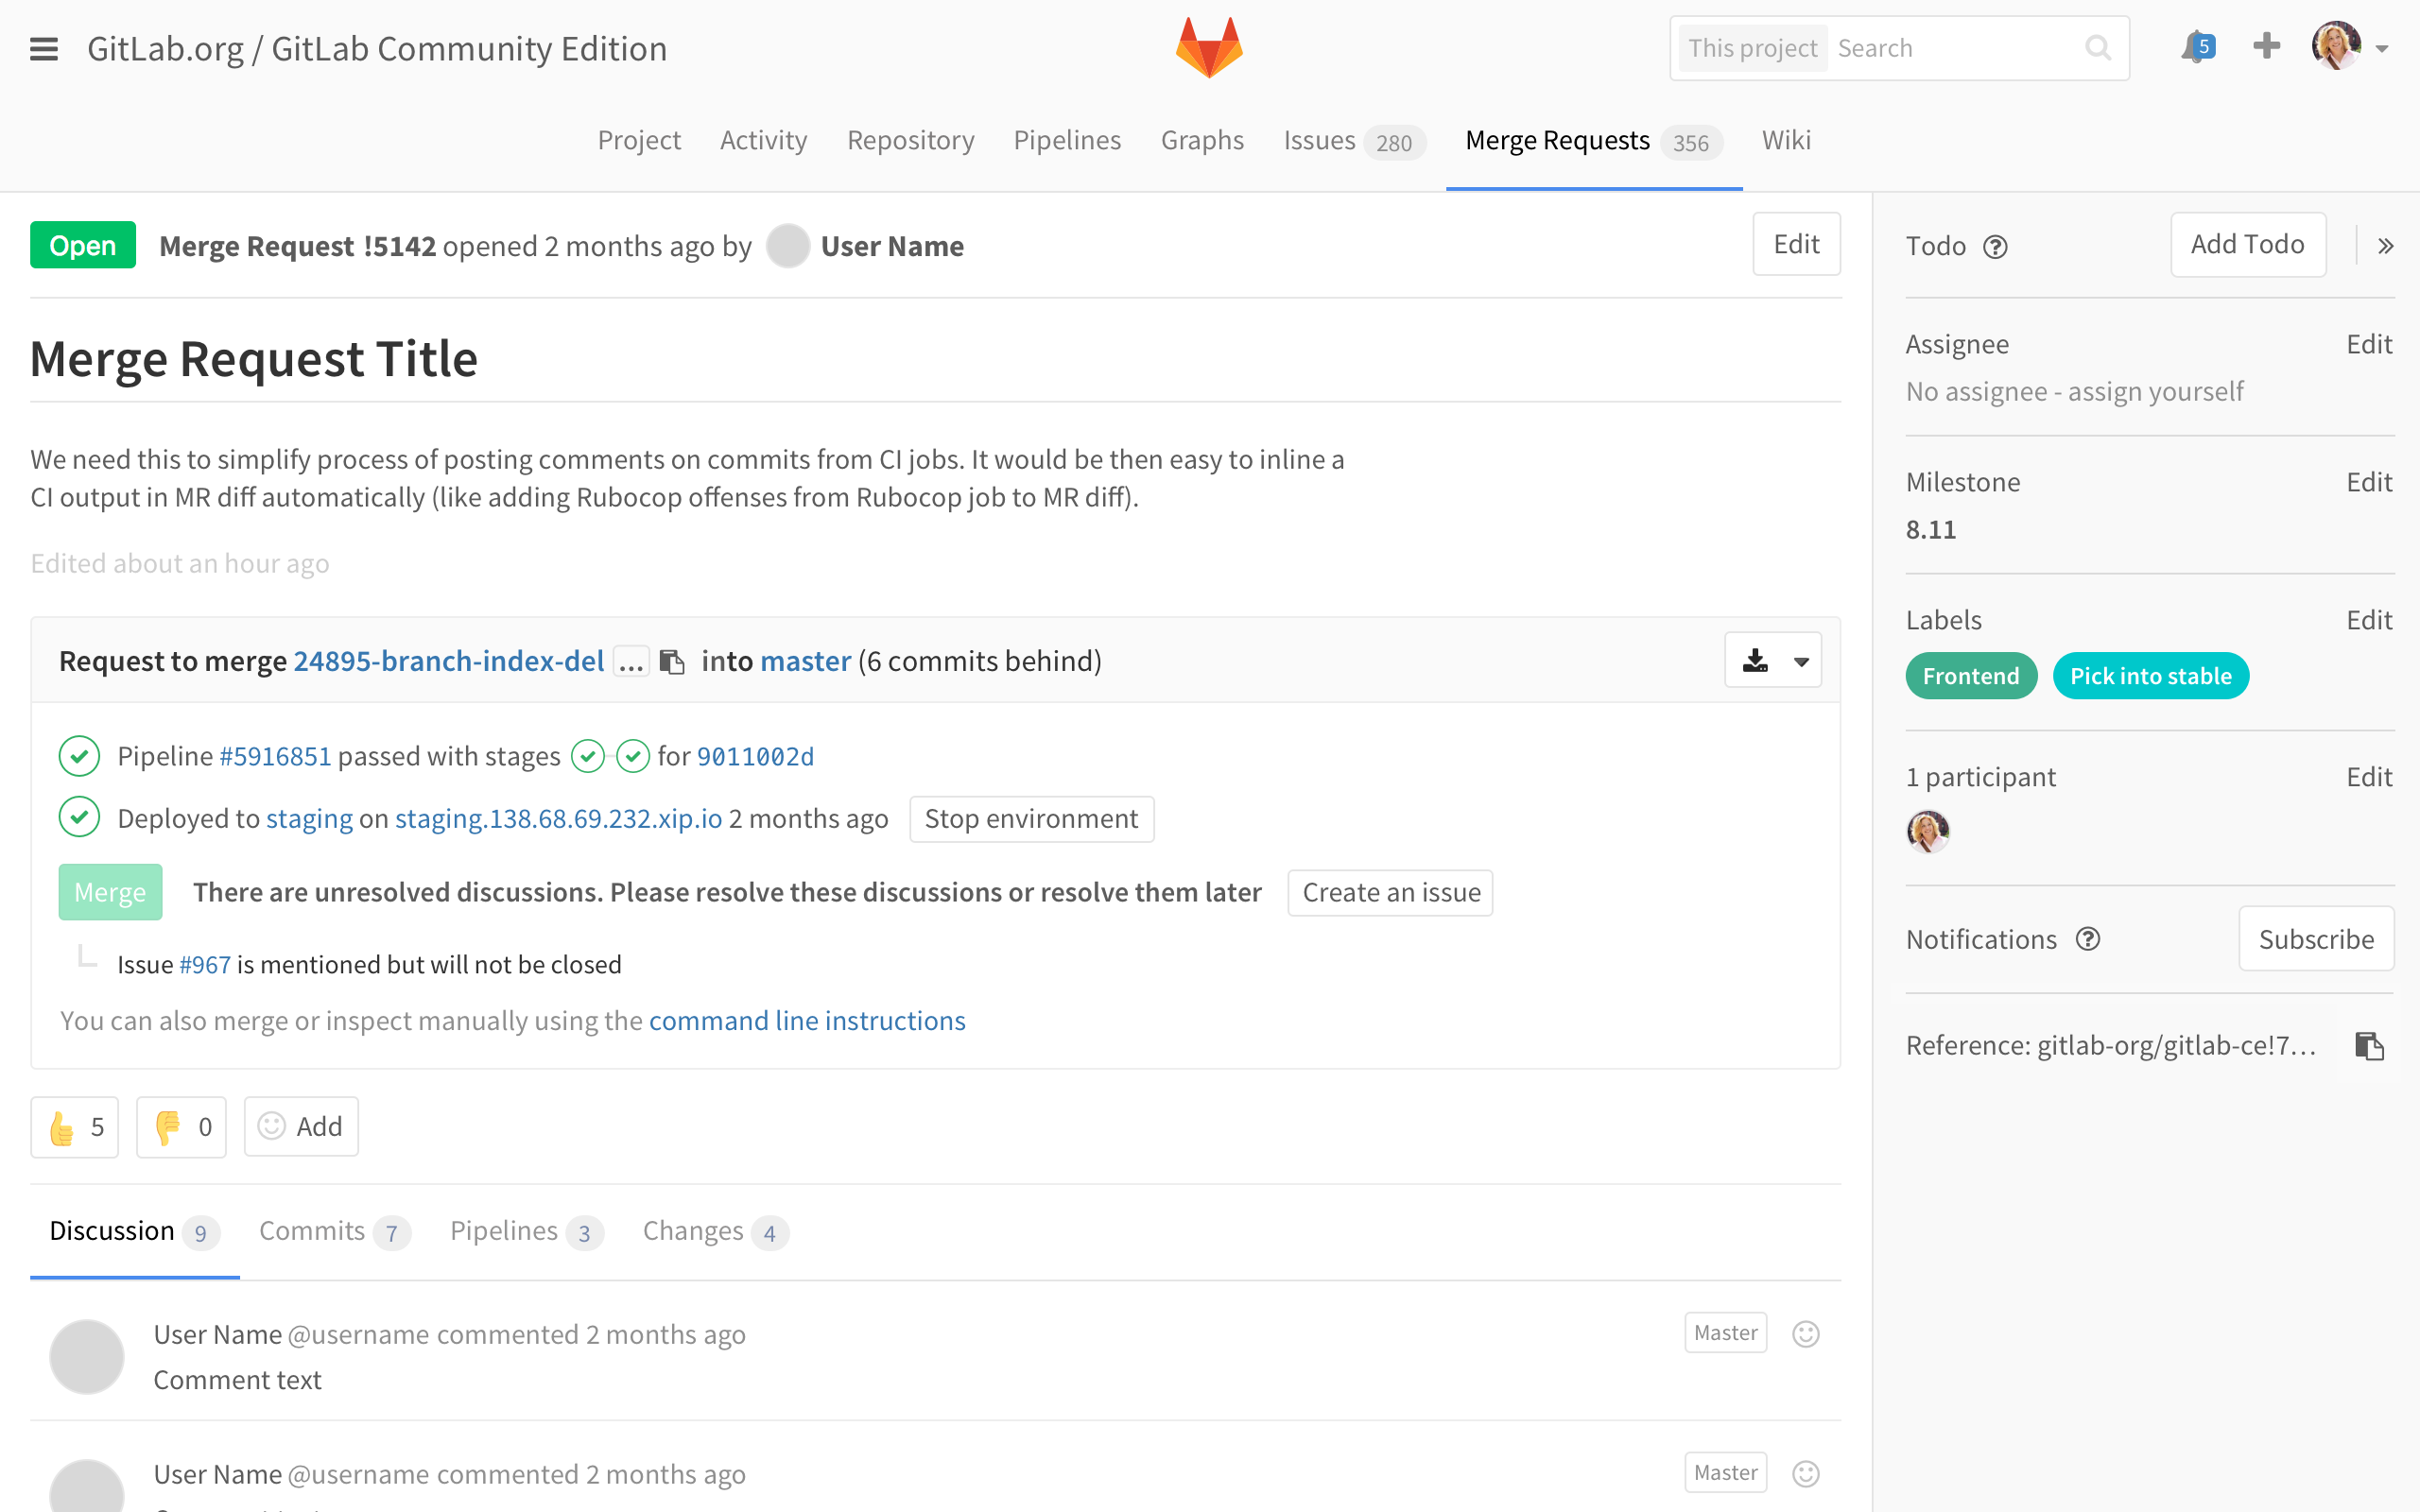 GitLab.org / GitLab Community Edition
This project Search
5
Project Activity Repository Pipelines Graphs Issues 280 Merge Requests 356 Wiki
Open Merge Request !5142 opened 2 months ago by User Name Edit
Merge Request Title
We need this to simplify process of posting comments on commits from CI jobs. It would be then easy to inline a
CI output in MR diff automatically (like adding Rubocop offenses from Rubocop job to MR diff).
Edited about an hour ago
Request to merge 24895-branch-index-del ... into master (6 commits behind)
Pipeline #5916851 passed with stages for 9011002d
Deployed to staging on staging.138.68.69.232.xip.io 2 months ago Stop environment
Merge There are unresolved discussions. Please resolve these discussions or resolve them later Create an issue
Issue #967 is mentioned but will not be closed
You can also merge or inspect manually using the command line instructions
5 0 Add
Discussion 9 Commits 7 Pipelines 3 Changes 4
User Name @username commented 2 months ago Master
Comment text
User Name @username commented 2 months ago Master
Todo Add Todo
Assignee Edit
No assignee - assign yourself
Milestone Edit
8.11
Labels Edit
Frontend Pick into stable
1 participant Edit
Notifications Subscribe
Reference: gitlab-org/gitlab-ce!7...